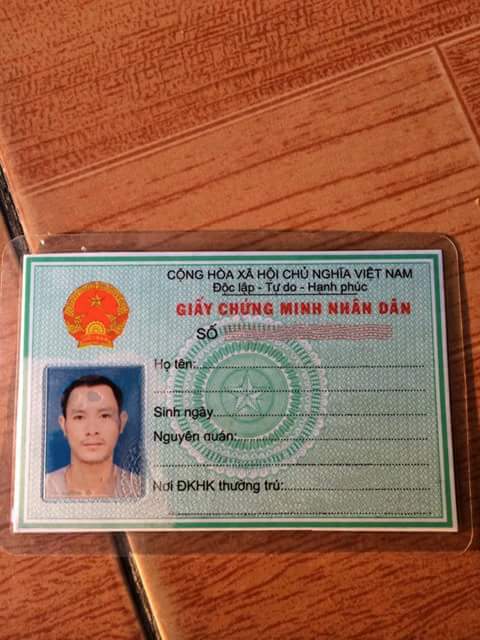 CỘNG HÒA XÃ HỘI CHỦ NGHĨA VIỆT NAM
Độc lập - Tự do - Hạnh phúc
GIẤY CHỨNG MINH NHÂN DÂN
SỐ
Họ tên:
Sinh ngày
Nguyên quán:
Nơi ĐKHK thường trú: